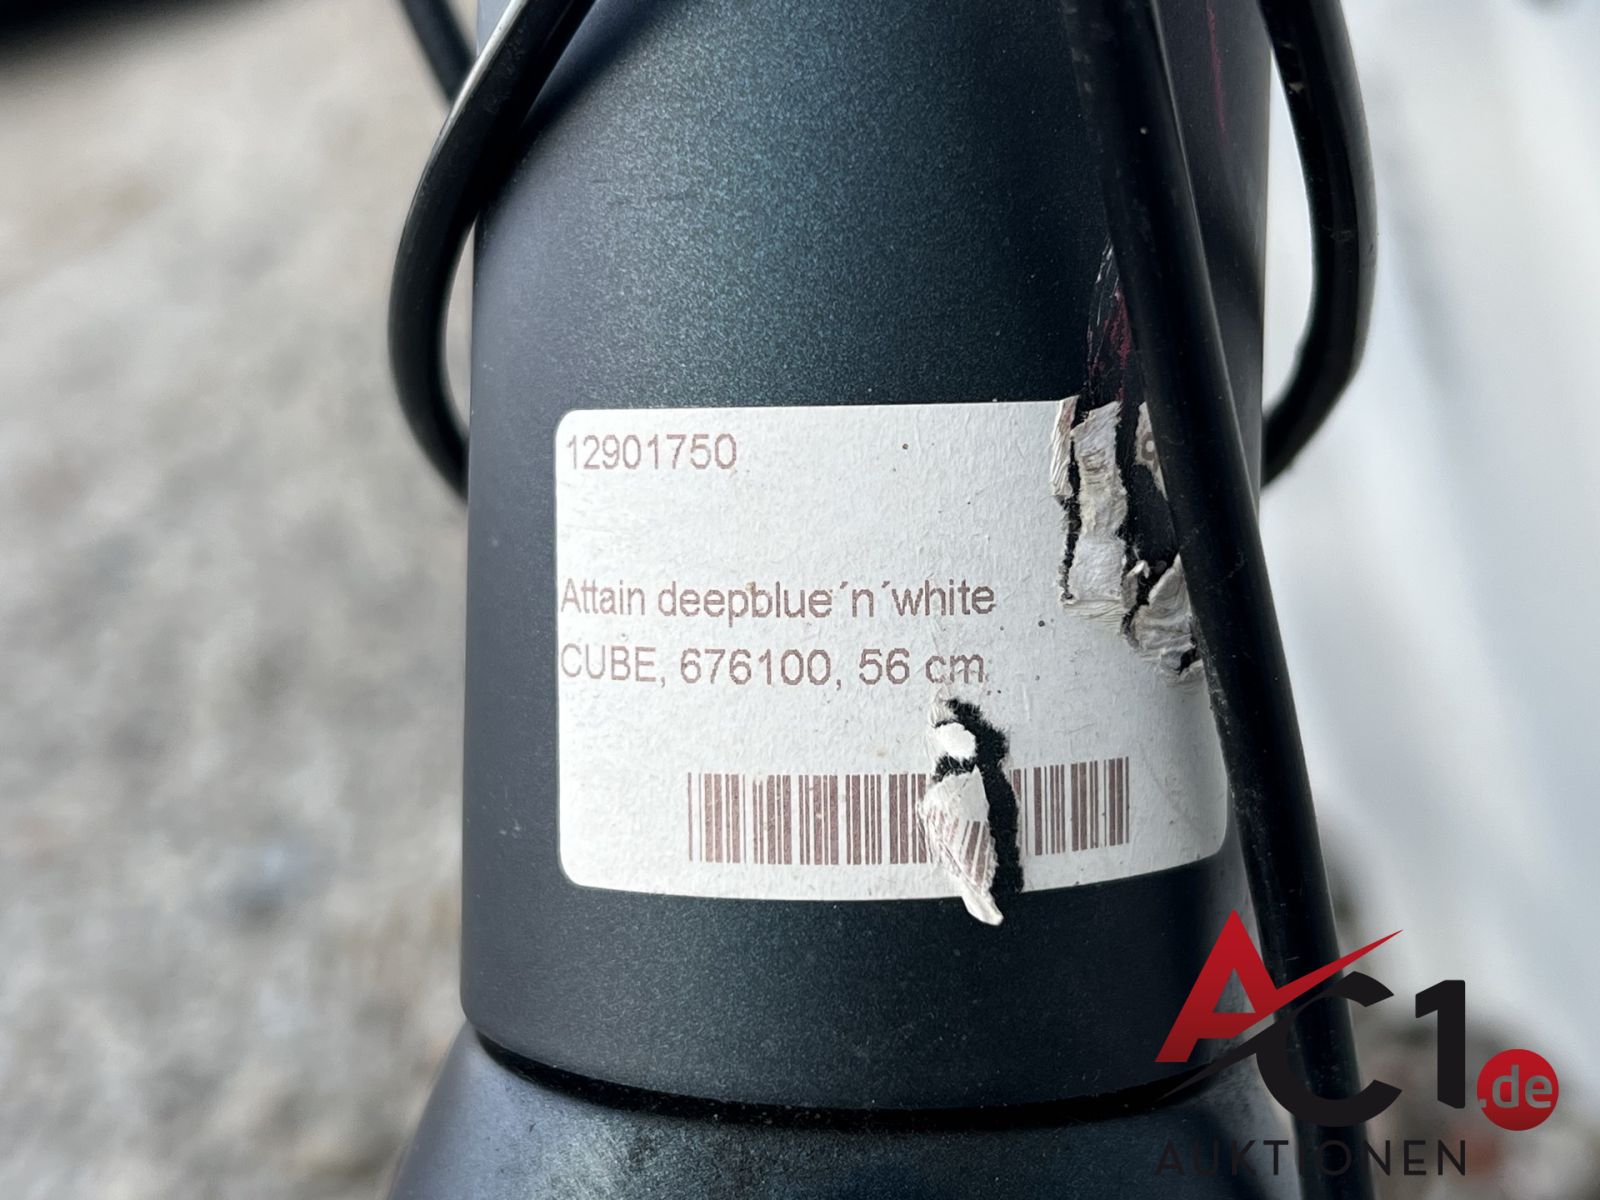 12901750
Attain deepblue´n´white
CUBE, 676100, 56 cm
AC1.de
AUKTIONEN